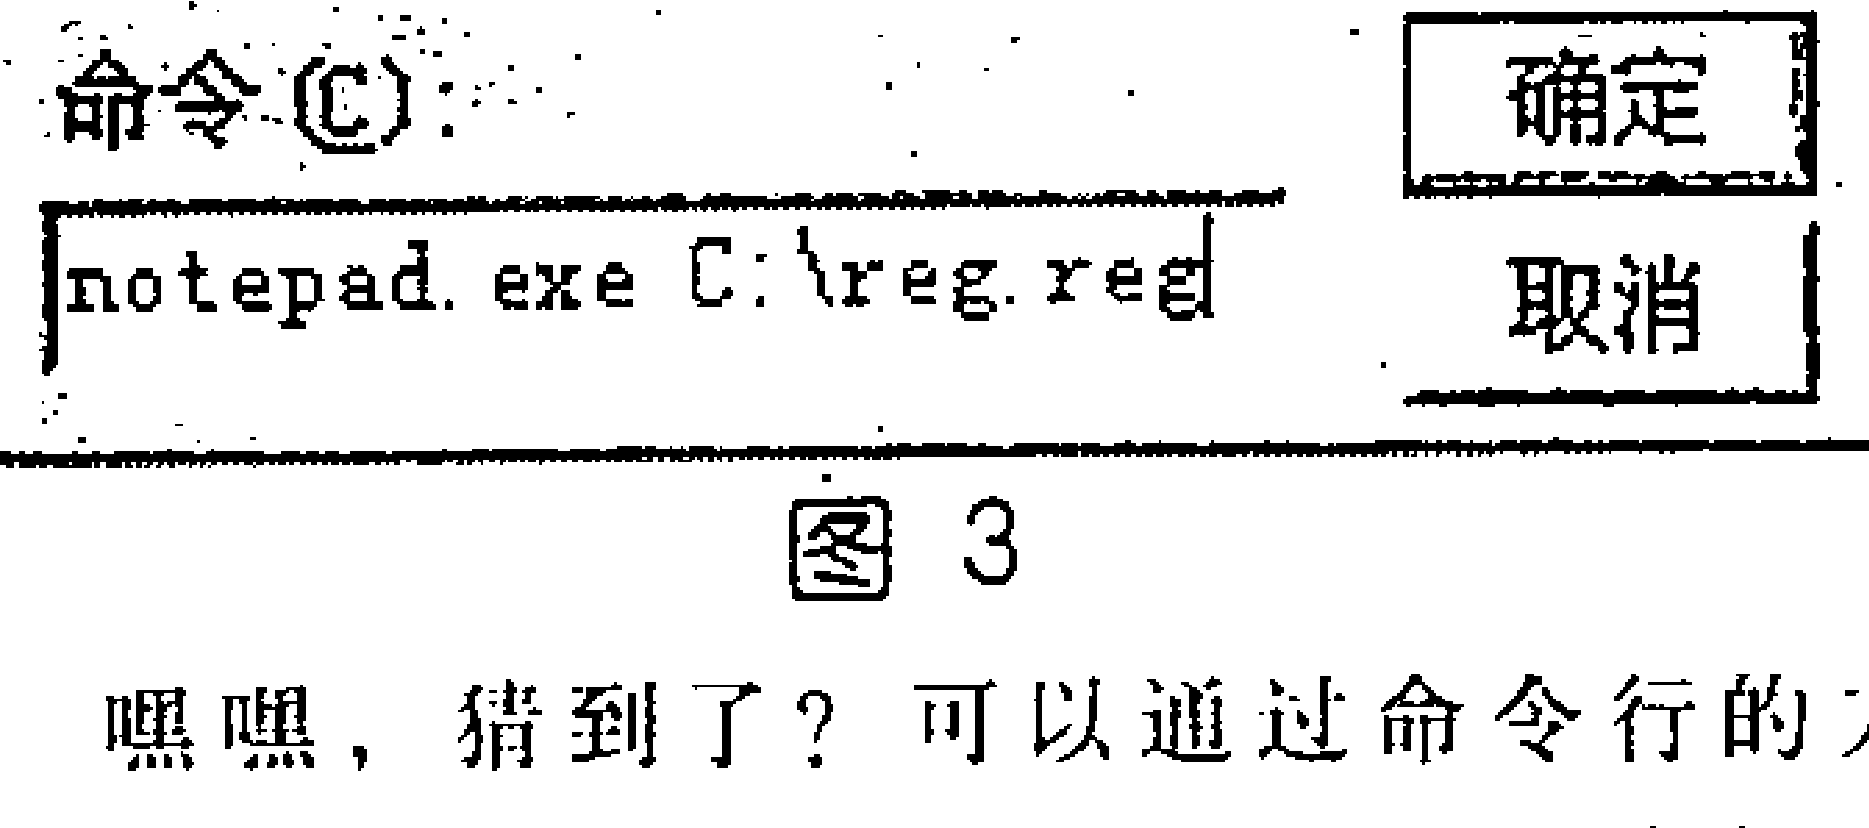 命令(C): 确定
notepad.exe C:\reg.reg 取消
图 3
嘿嘿，猜到了？可以通过命令行的